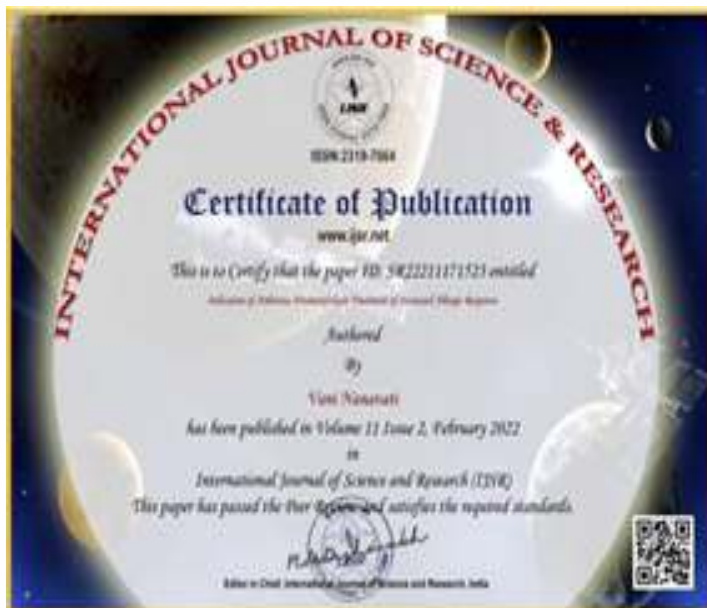 INTERNATIONAL JOURNAL OF SCIENCE & RESEARCH
IJSR
ISSN: 2319-7064
Certificate of Publication
www.ijsr.net
This is to Certify that the paper ID: SR22211171523 entitled
Authored
By
Vani
has been published in Volume 11 Issue 2, February 2022
in
International Journal of Science and Research (IJSR)
This paper has passed the Peer Review and satisfies the required standards.
Editor in Chief, International Journal of Science and Research, India